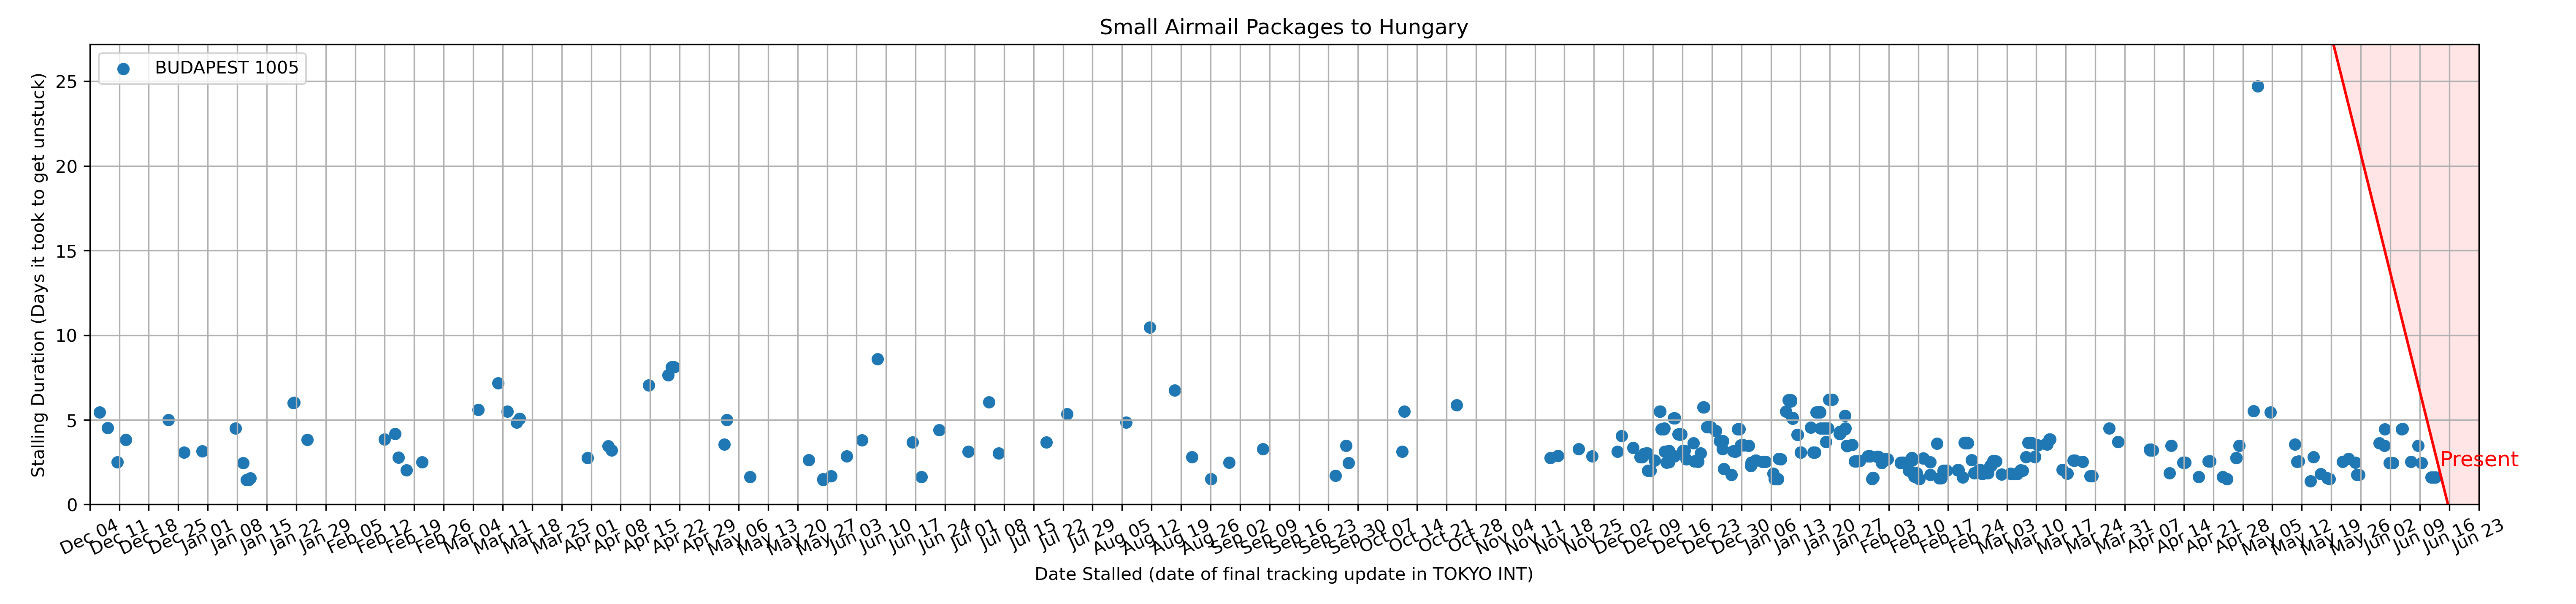 Small Airmail Packages to Hungary
BUDAPEST 1005
Stalling Duration (Days it took to get unstuck)
25
20
15
10
5
0
Present
Dec 04
Dec 11
Dec 18
Dec 25
Jan 01
Jan 08
Jan 15
Jan 22
Jan 29
Feb 05
Feb 12
Feb 19
Feb 26
Mar 04
Mar 11
Mar 18
Mar 25
Apr 01
Apr 08
Apr 15
Apr 22
Apr 29
May 06
May 13
May 20
May 27
Jun 03
Jun 10
Jun 17
Jun 24
Jul 01
Jul 08
Jul 15
Jul 22
Jul 29
Aug 05
Aug 12
Aug 19
Aug 26
Sep 02
Sep 09
Sep 16
Sep 23
Sep 30
Oct 07
Oct 14
Oct 21
Oct 28
Nov 04
Nov 11
Nov 18
Nov 25
Dec 02
Dec 09
Dec 16
Dec 23
Dec 30
Jan 06
Jan 13
Jan 20
Jan 27
Feb 03
Feb 10
Feb 17
Feb 24
Mar 03
Mar 10
Mar 17
Mar 24
Mar 31
Apr 07
Apr 14
Apr 21
Apr 28
May 05
May 12
May 19
May 26
Jun 02
Jun 09
Jun 16
Jun 23
Date Stalled (date of final tracking update in TOKYO INT)